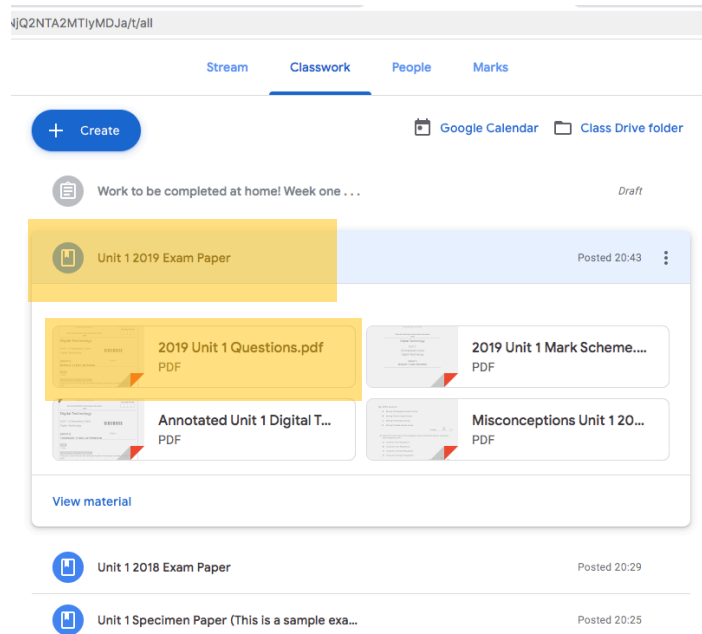 NjQ2NTA2MTIyMDJa/t/all
Stream Classwork People Marks
Create Google Calendar Class Drive folder
Work to be completed at home! Week one . . . Draft
Unit 1 2019 Exam Paper Posted 20:43
2019 Unit 1 Questions.pdf 2019 Unit 1 Mark Scheme....
PDF PDF
Annotated Unit 1 Digital T... Misconceptions Unit 1 20...
PDF PDF
View material
Unit 1 2018 Exam Paper Posted 20:29
Unit 1 Specimen Paper (This is a sample exa... Posted 20:25